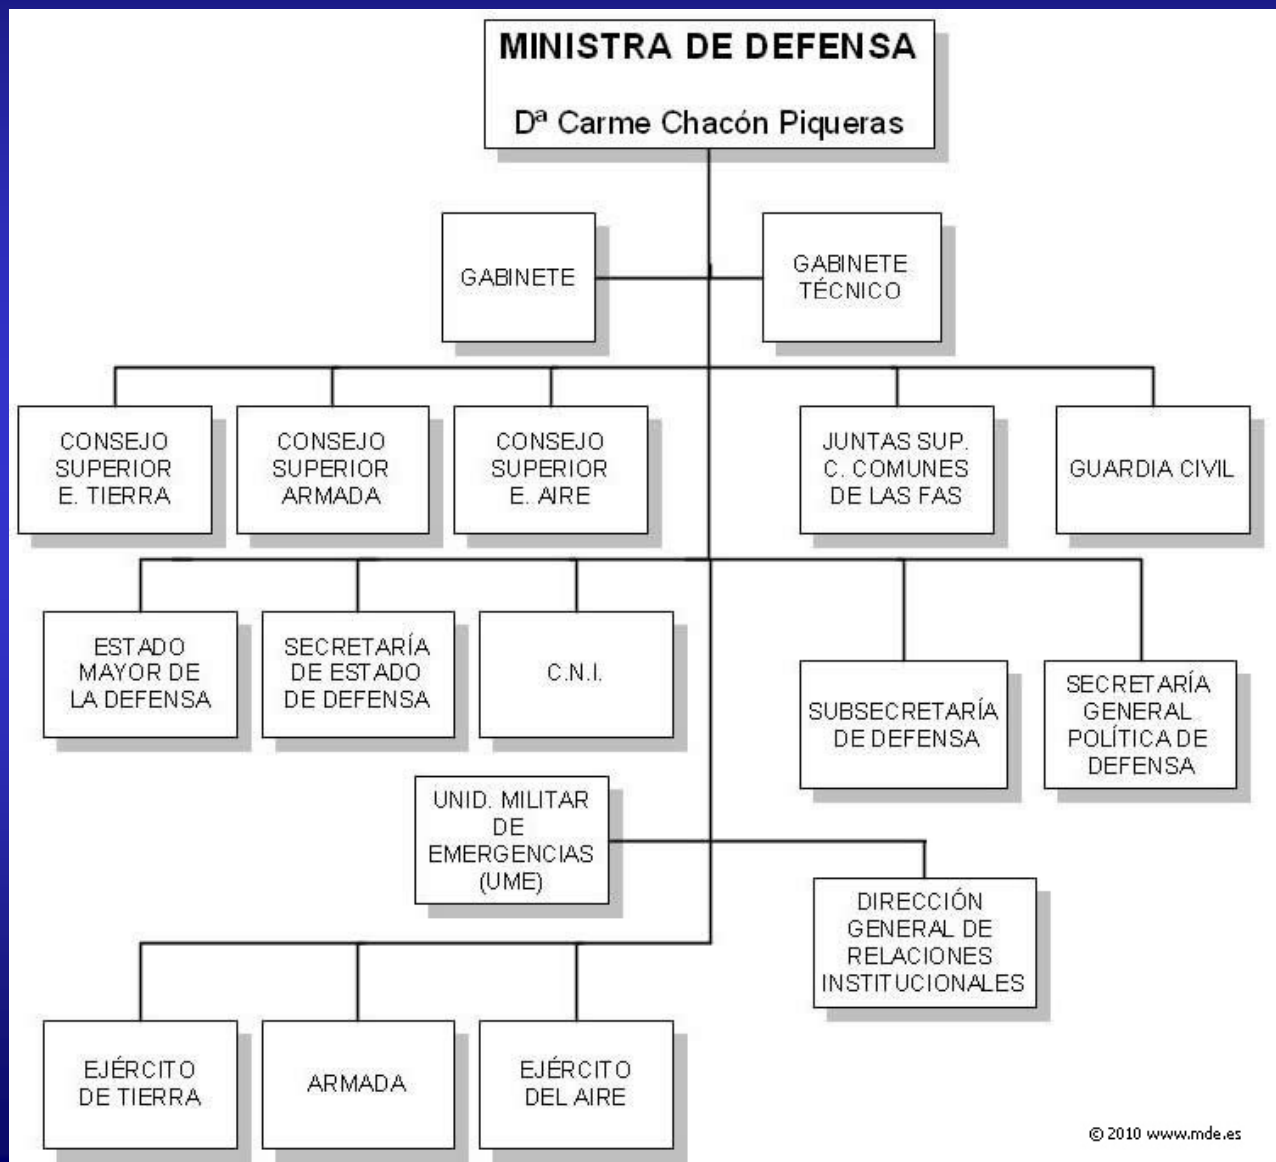 MINISTRA DE DEFENSA
Dª Carme Chacón Piqueras
GABINETE
GABINETE
TÉCNICO
CONSEJO
SUPERIOR
E. TIERRA
CONSEJO
SUPERIOR
ARMADA
CONSEJO
SUPERIOR
E. AIRE
JUNTAS SUP.
C. COMUNES
DE LAS FAS
GUARDIA CIVIL
ESTADO
MAYOR DE
LA DEFENSA
SECRETARÍA
DE ESTADO
DE DEFENSA
C.N.I.
SUBSECRETARÍA
DE DEFENSA
SECRETARÍA
GENERAL
POLÍTICA DE
DEFENSA
UNID. MILITAR
DE
EMERGENCIAS
(UME)
DIRECCIÓN
GENERAL DE
RELACIONES
INSTITUCIONALES
EJÉRCITO
DE TIERRA
ARMADA
EJÉRCITO
DEL AIRE
© 2010 www.mde.es